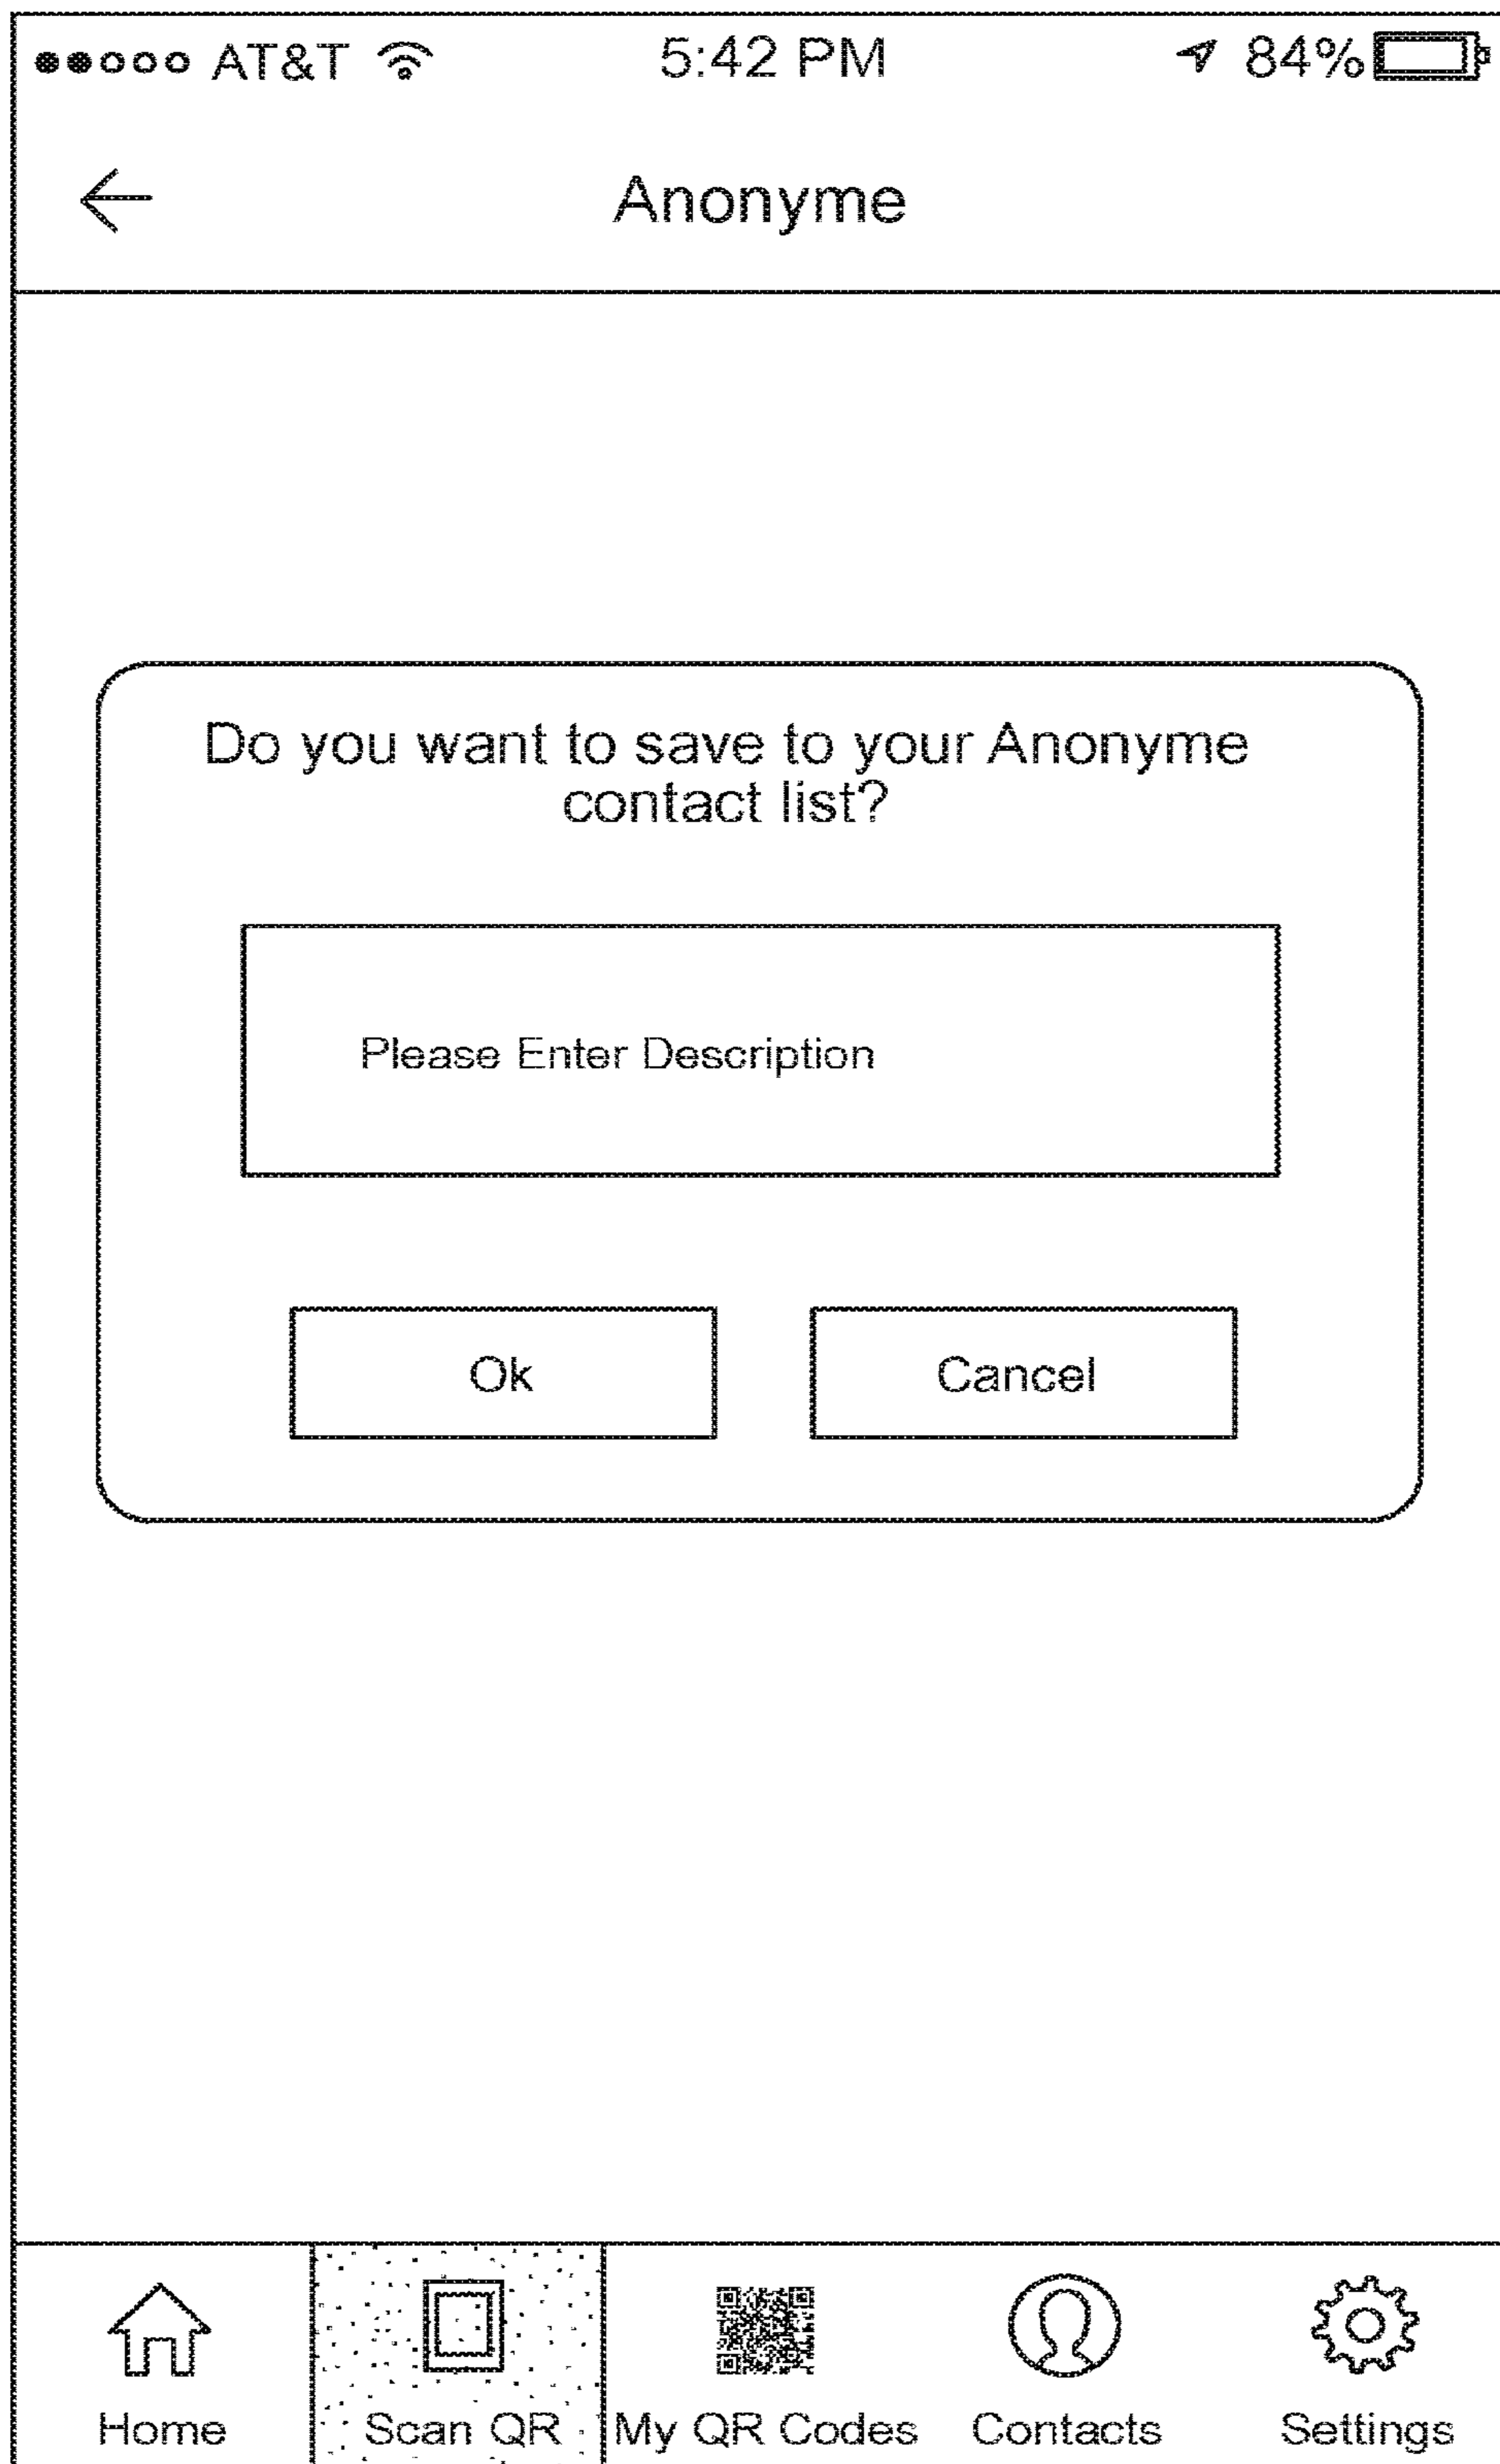 AT&T 5:42 PM 84%
Anonyme
Do you want to save to your Anonyme
contact list?
Please Enter Description
Ok Cancel
Home Scan QR My QR Codes Contacts Settings